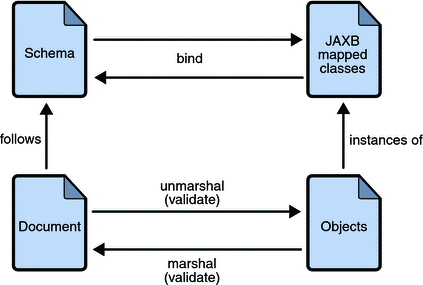 Schema
JAXB
mapped
classes
bind
follows
instances of
unmarshal
(validate)
Document
Objects
marshal
(validate)